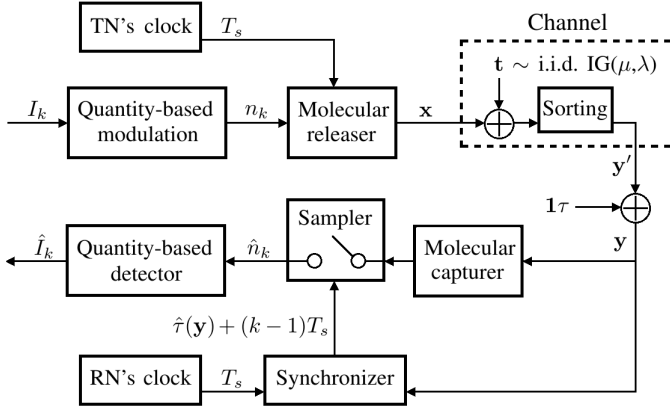 Channel
TN's clock
T_s
t ~ i.i.d. IG(μ,λ)
I_k
Quantity-based
modulation
n_k
Molecular
releaser
x
Sorting
y′
1τ
Sampler
Î_k
Quantity-based
detector
n̂_k
Molecular
capturer
y
τ̂(y) + (k−1)T_s
RN's clock
T_s
Synchronizer